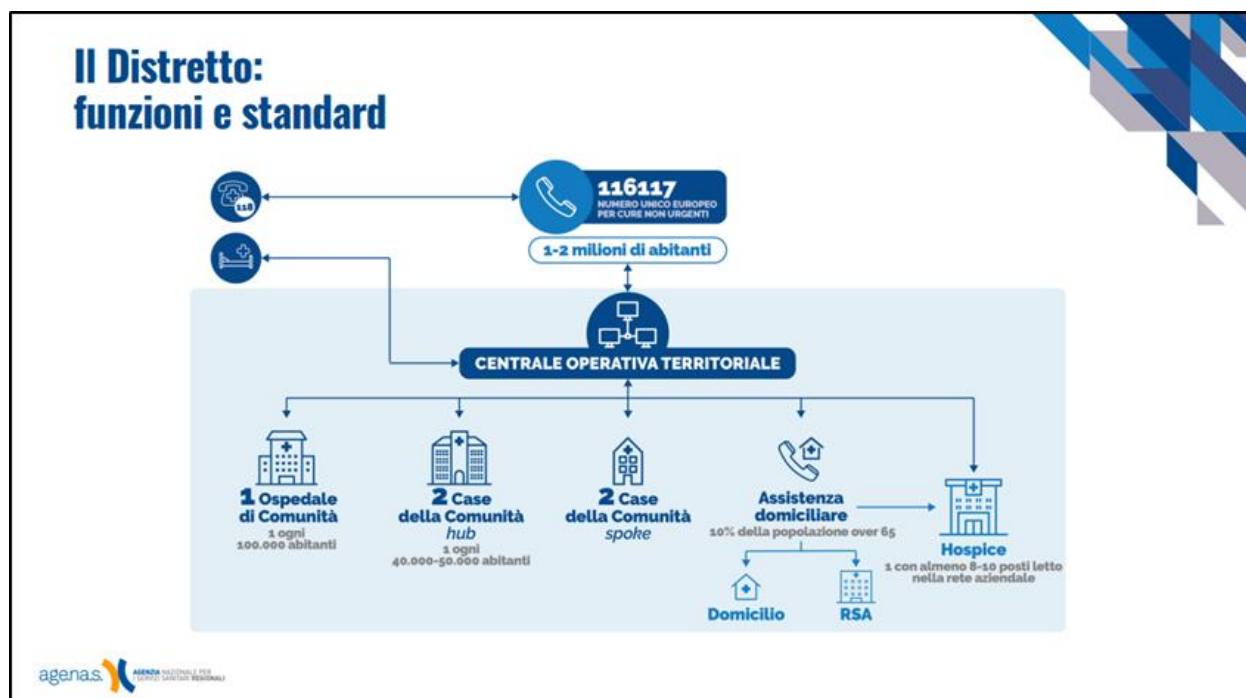 Il Distretto:
funzioni e standard
118
116117
NUMERO UNICO EUROPEO
PER CURE NON URGENTI
1-2 milioni di abitanti
CENTRALE OPERATIVA TERRITORIALE
1 Ospedale
di Comunità
1 ogni
100.000 abitanti
2 Case
della Comunità
hub
1 ogni
40.000-50.000 abitanti
2 Case
della Comunità
spoke
Assistenza
domiciliare
10% della popolazione over 65
Domicilio
RSA
Hospice
1 con almeno 8-10 posti letto
nella rete aziendale
agenas.
AGENZIA NAZIONALE PER
I SERVIZI SANITARI REGIONALI